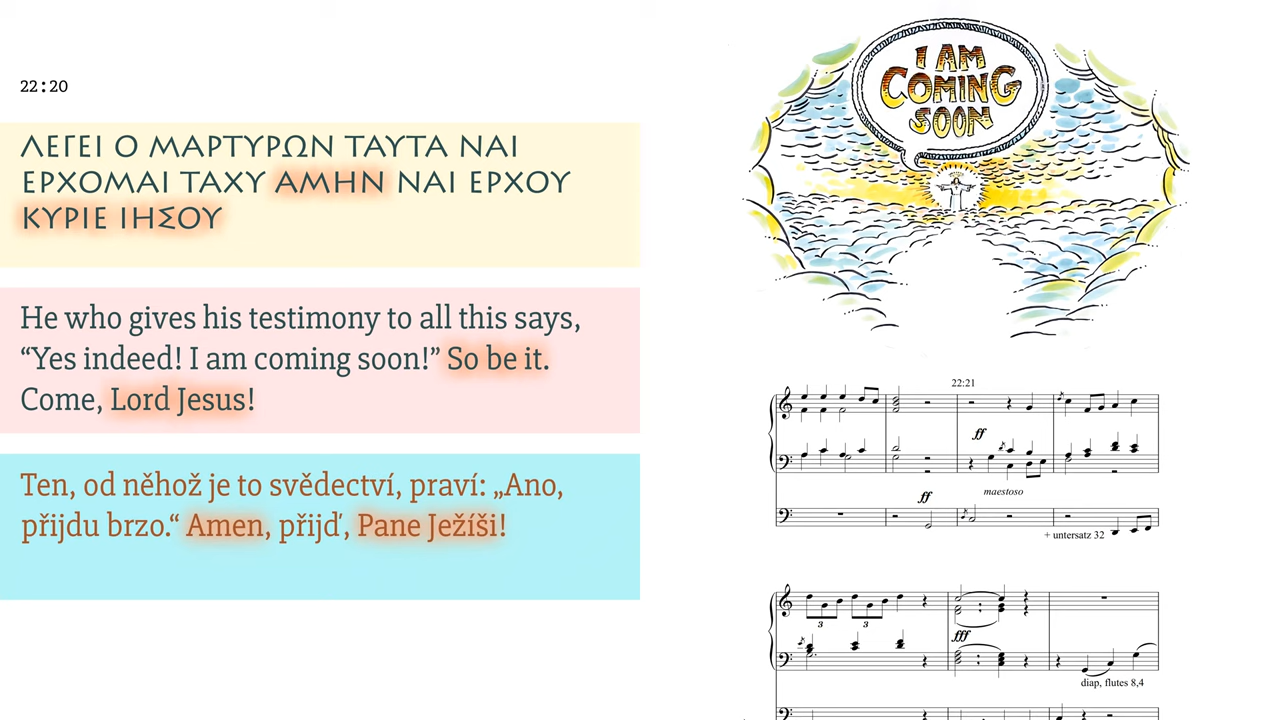 22:20
ΛΕΓΕΙ Ο ΜΑΡΤΥΡΩΝ ΤΑΥΤΑ ΝΑΙ
ΕΡΧΟΜΑΙ ΤΑΧΥ ΑΜΗΝ ΝΑΙ ΕΡΧΟΥ
ΚΥΡΙΕ ΙΗΣΟΥ
He who gives his testimony to all this says,
“Yes indeed! I am coming soon!” So be it.
Come, Lord Jesus!
Ten, od něhož je to svědectví, praví: „Ano,
přijdu brzo.“ Amen, přijď, Pane Ježíši!
I AM
COMING
SOON
22:21
ff
maestoso
ff
+ untersatz 32
3 3
fff
diap, flutes 8,4